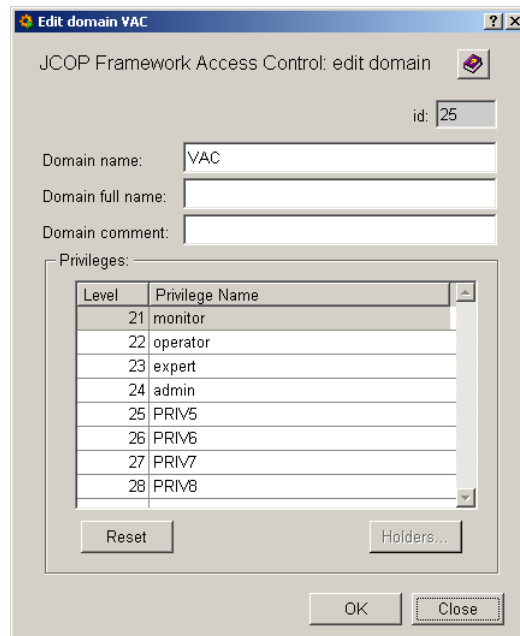 Edit domain VAC
JCOP Framework Access Control: edit domain
id: 25
Domain name: VAC
Domain full name:
Domain comment:
Privileges:
Level Privilege Name
21 monitor
22 operator
23 expert
24 admin
25 PRIV5
26 PRIV6
27 PRIV7
28 PRIV8
Reset Holders...
OK Close